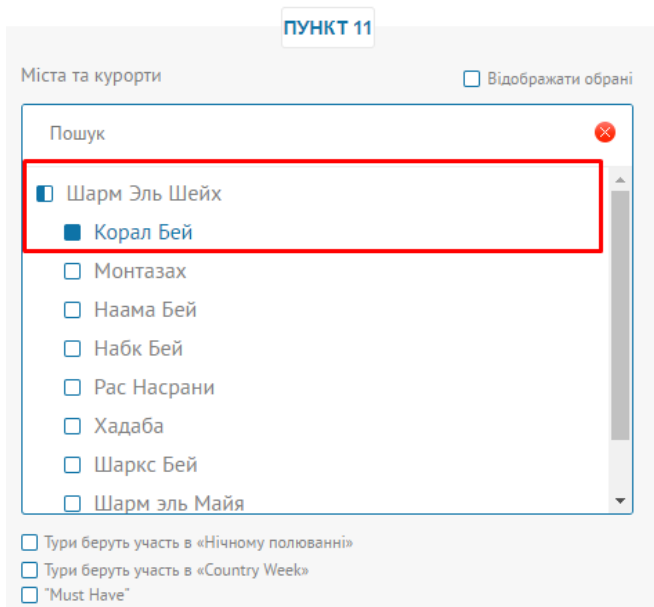 ПУНКТ 11
Міста та курорти
Відображати обрані
Пошук
Шарм Эль Шейх
Корал Бей
Монтазах
Наама Бей
Набк Бей
Рас Насрани
Хадаба
Шаркс Бей
Шарм эль Майя
Тури беруть участь в «Нічному полюванні»
Тури беруть участь в «Country Week»
"Must Have"